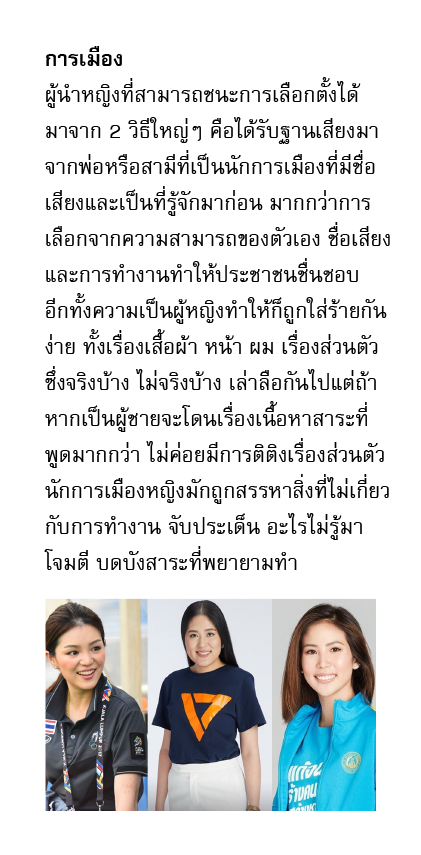 การเมือง
ผู้นำหญิงที่สามารถชนะการเลือกตั้งได้
มาจาก 2 วิธีใหญ่ๆ คือได้รับฐานเสียงมา
จากพ่อหรือสามีที่เป็นนักการเมืองที่มีชื่อ
เสียงและเป็นที่รู้จักมาก่อน มากกว่าการ
เลือกจากความสามารถของตัวเอง ชื่อเสียง
และการทำงานทำให้ประชาชนชื่นชอบ
อีกทั้งความเป็นผู้หญิงทำให้ก็ถูกใส่ร้ายกัน
ง่าย ทั้งเรื่องเสื้อผ้า หน้า ผม เรื่องส่วนตัว
ซึ่งจริงบ้าง ไม่จริงบ้าง เล่าลือกันไปแต่ถ้า
หากเป็นผู้ชายจะโดนเรื่องเนื้อหาสาระที่
พูดมากกว่า ไม่ค่อยมีการติติงเรื่องส่วนตัว
นักการเมืองหญิงมักถูกสรรหาสิ่งที่ไม่เกี่ยว
กับการทำงาน จับประเด็น อะไรไม่รู้มา
โจมตี บดบังสาระที่พยายามทำ